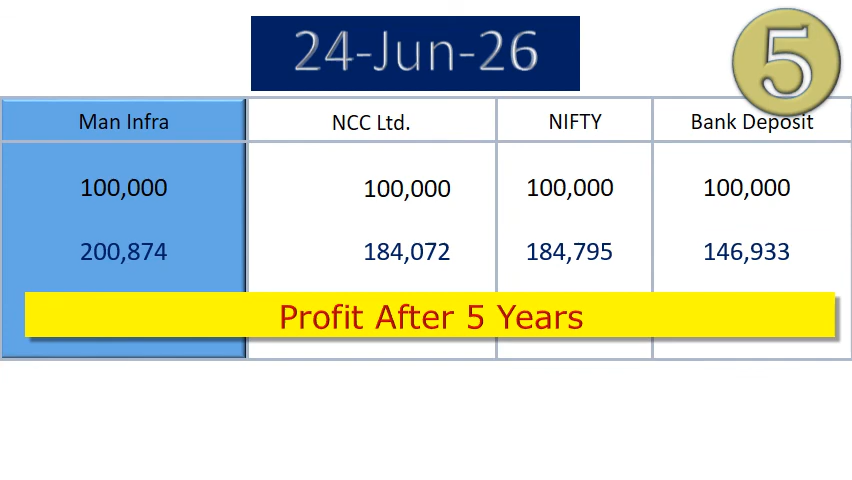 24-Jun-26
5
Man Infra NCC Ltd. NIFTY Bank Deposit
100,000 100,000 100,000 100,000
200,874 184,072 184,795 146,933
Profit After 5 Years